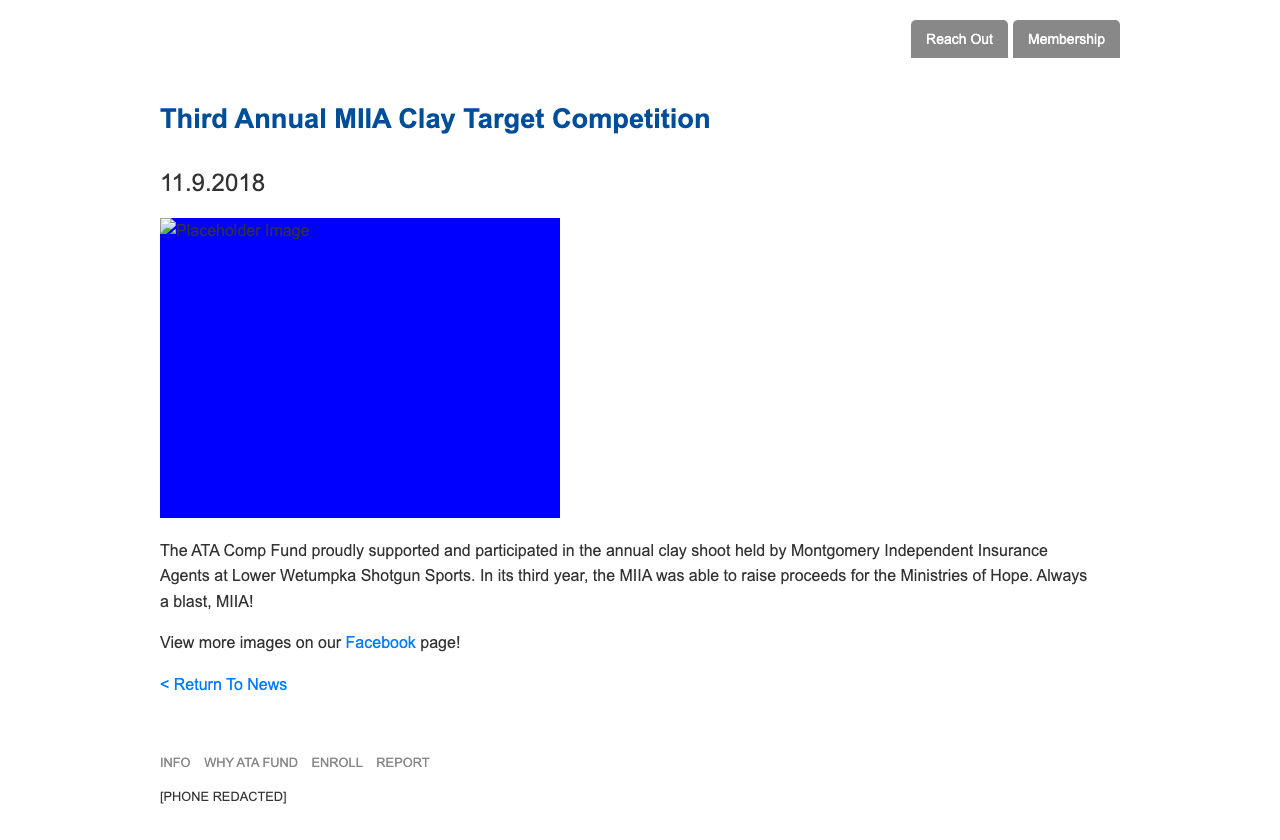 Reach Out Membership
Third Annual MIIA Clay Target Competition
11.9.2018
Placeholder Image
The ATA Comp Fund proudly supported and participated in the annual clay shoot held by Montgomery Independent Insurance
Agents at Lower Wetumpka Shotgun Sports. In its third year, the MIIA was able to raise proceeds for the Ministries of Hope. Always
a blast, MIIA!
View more images on our Facebook page!
< Return To News
INFO WHY ATA FUND ENROLL REPORT
[PHONE REDACTED]